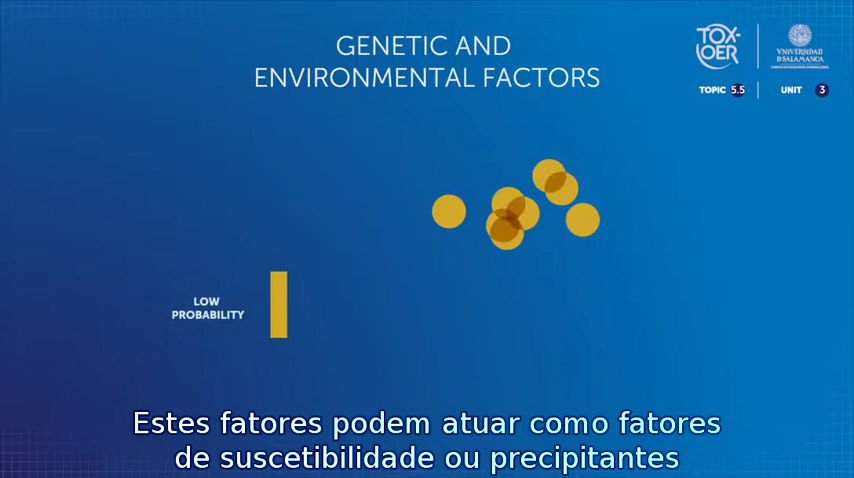 GENETIC AND
ENVIRONMENTAL FACTORS
TOX-
OER
VNIVERSIDAD
D SALAMANCA
TOPIC 5.5
UNIT 3
LOW
PROBABILITY
Estes fatores podem atuar como fatores
de suscetibilidade ou precipitantes